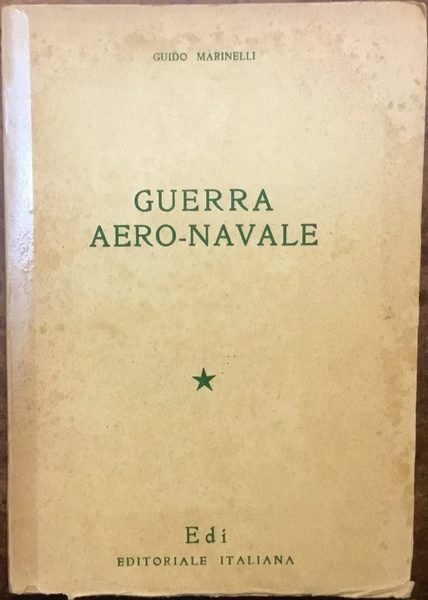 GUIDO MARINELLI
GUERRA
AERO-NAVALE
Edi
EDITORIALE ITALIANA